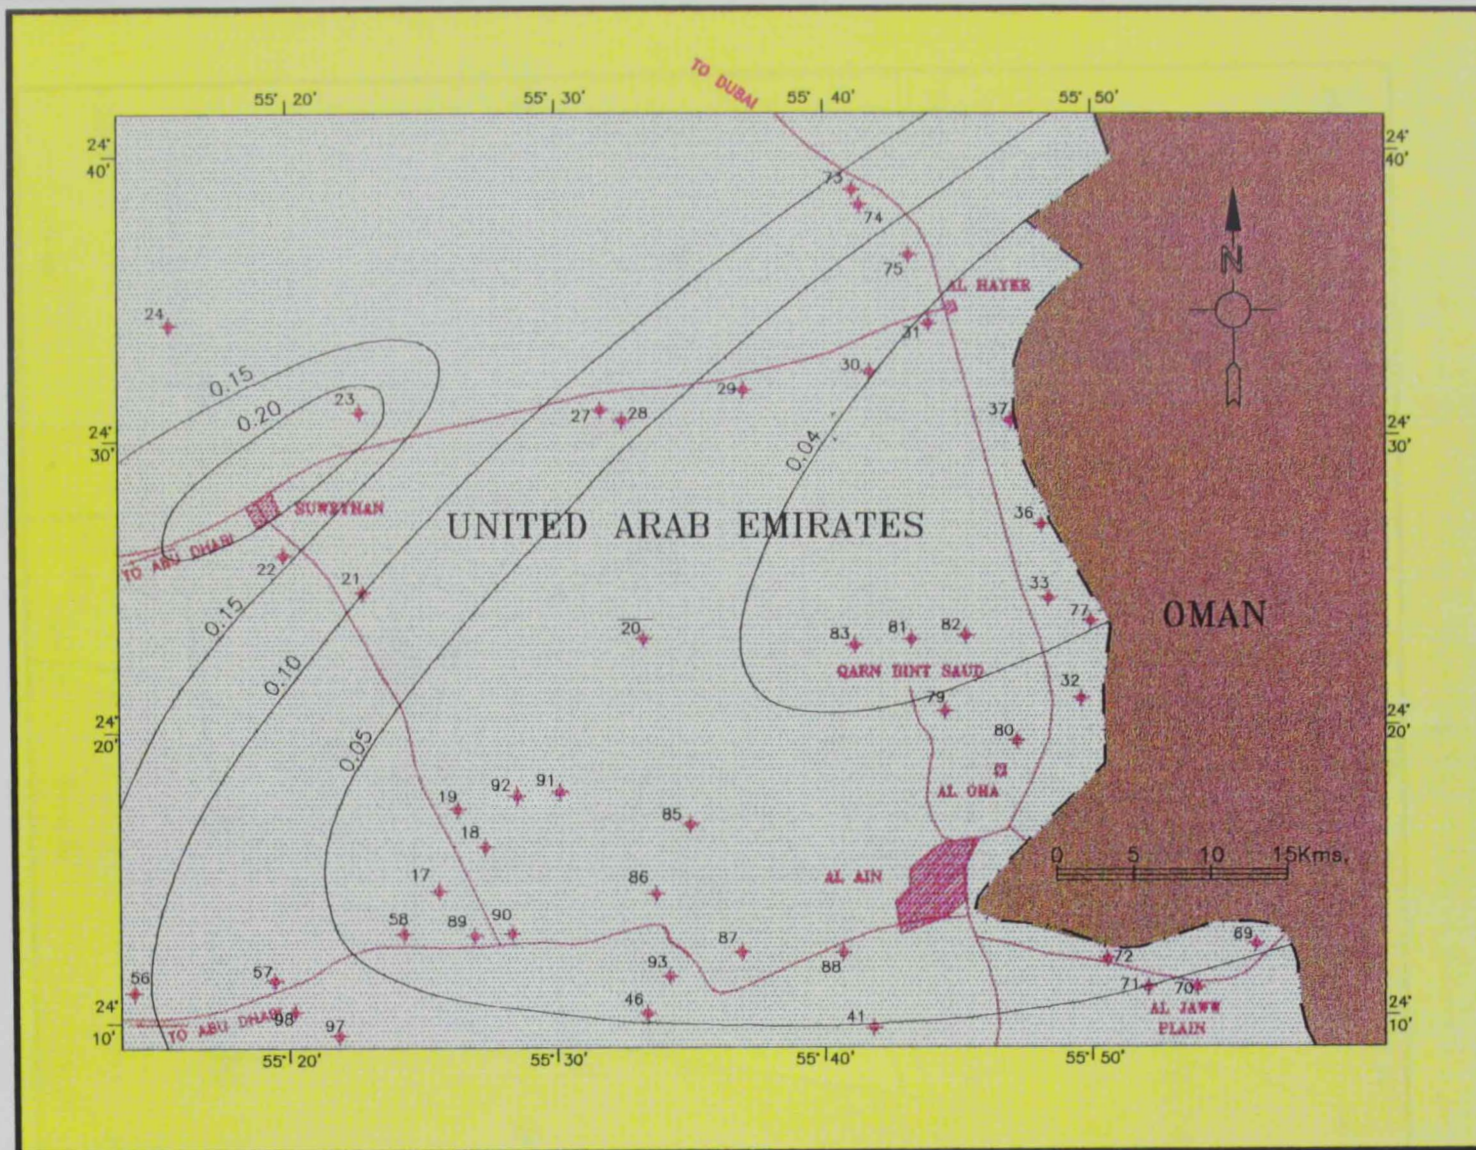 TO DUBAI
55° 20' 55° 30' 55° 40' 55° 50'
24° 40' 24° 40'
73
74
75
AL HAYER
N
24
31
0.15
30
23
29
0.20
27 28
37
24° 30' 24° 30'
0.04
SUWEYHAN
UNITED ARAB EMIRATES
36
TO ABU DHABI
22
21
33
0.15
77
OMAN
20
83 81 82
QARN BINT SAUD
0.10
32
79
24° 20' 24° 20'
80
0.05
AL OHA
92 91
19
85
18
0 5 10 15Kms,
AL AIN
17
86
58 89 90
69
87
88
72
93
57
56
71 70
46
AL JAWW
PLAIN
98
41
TO ABU DHABI
97
24° 10' 24° 10'
55° 20' 55° 30' 55° 40' 55° 50'